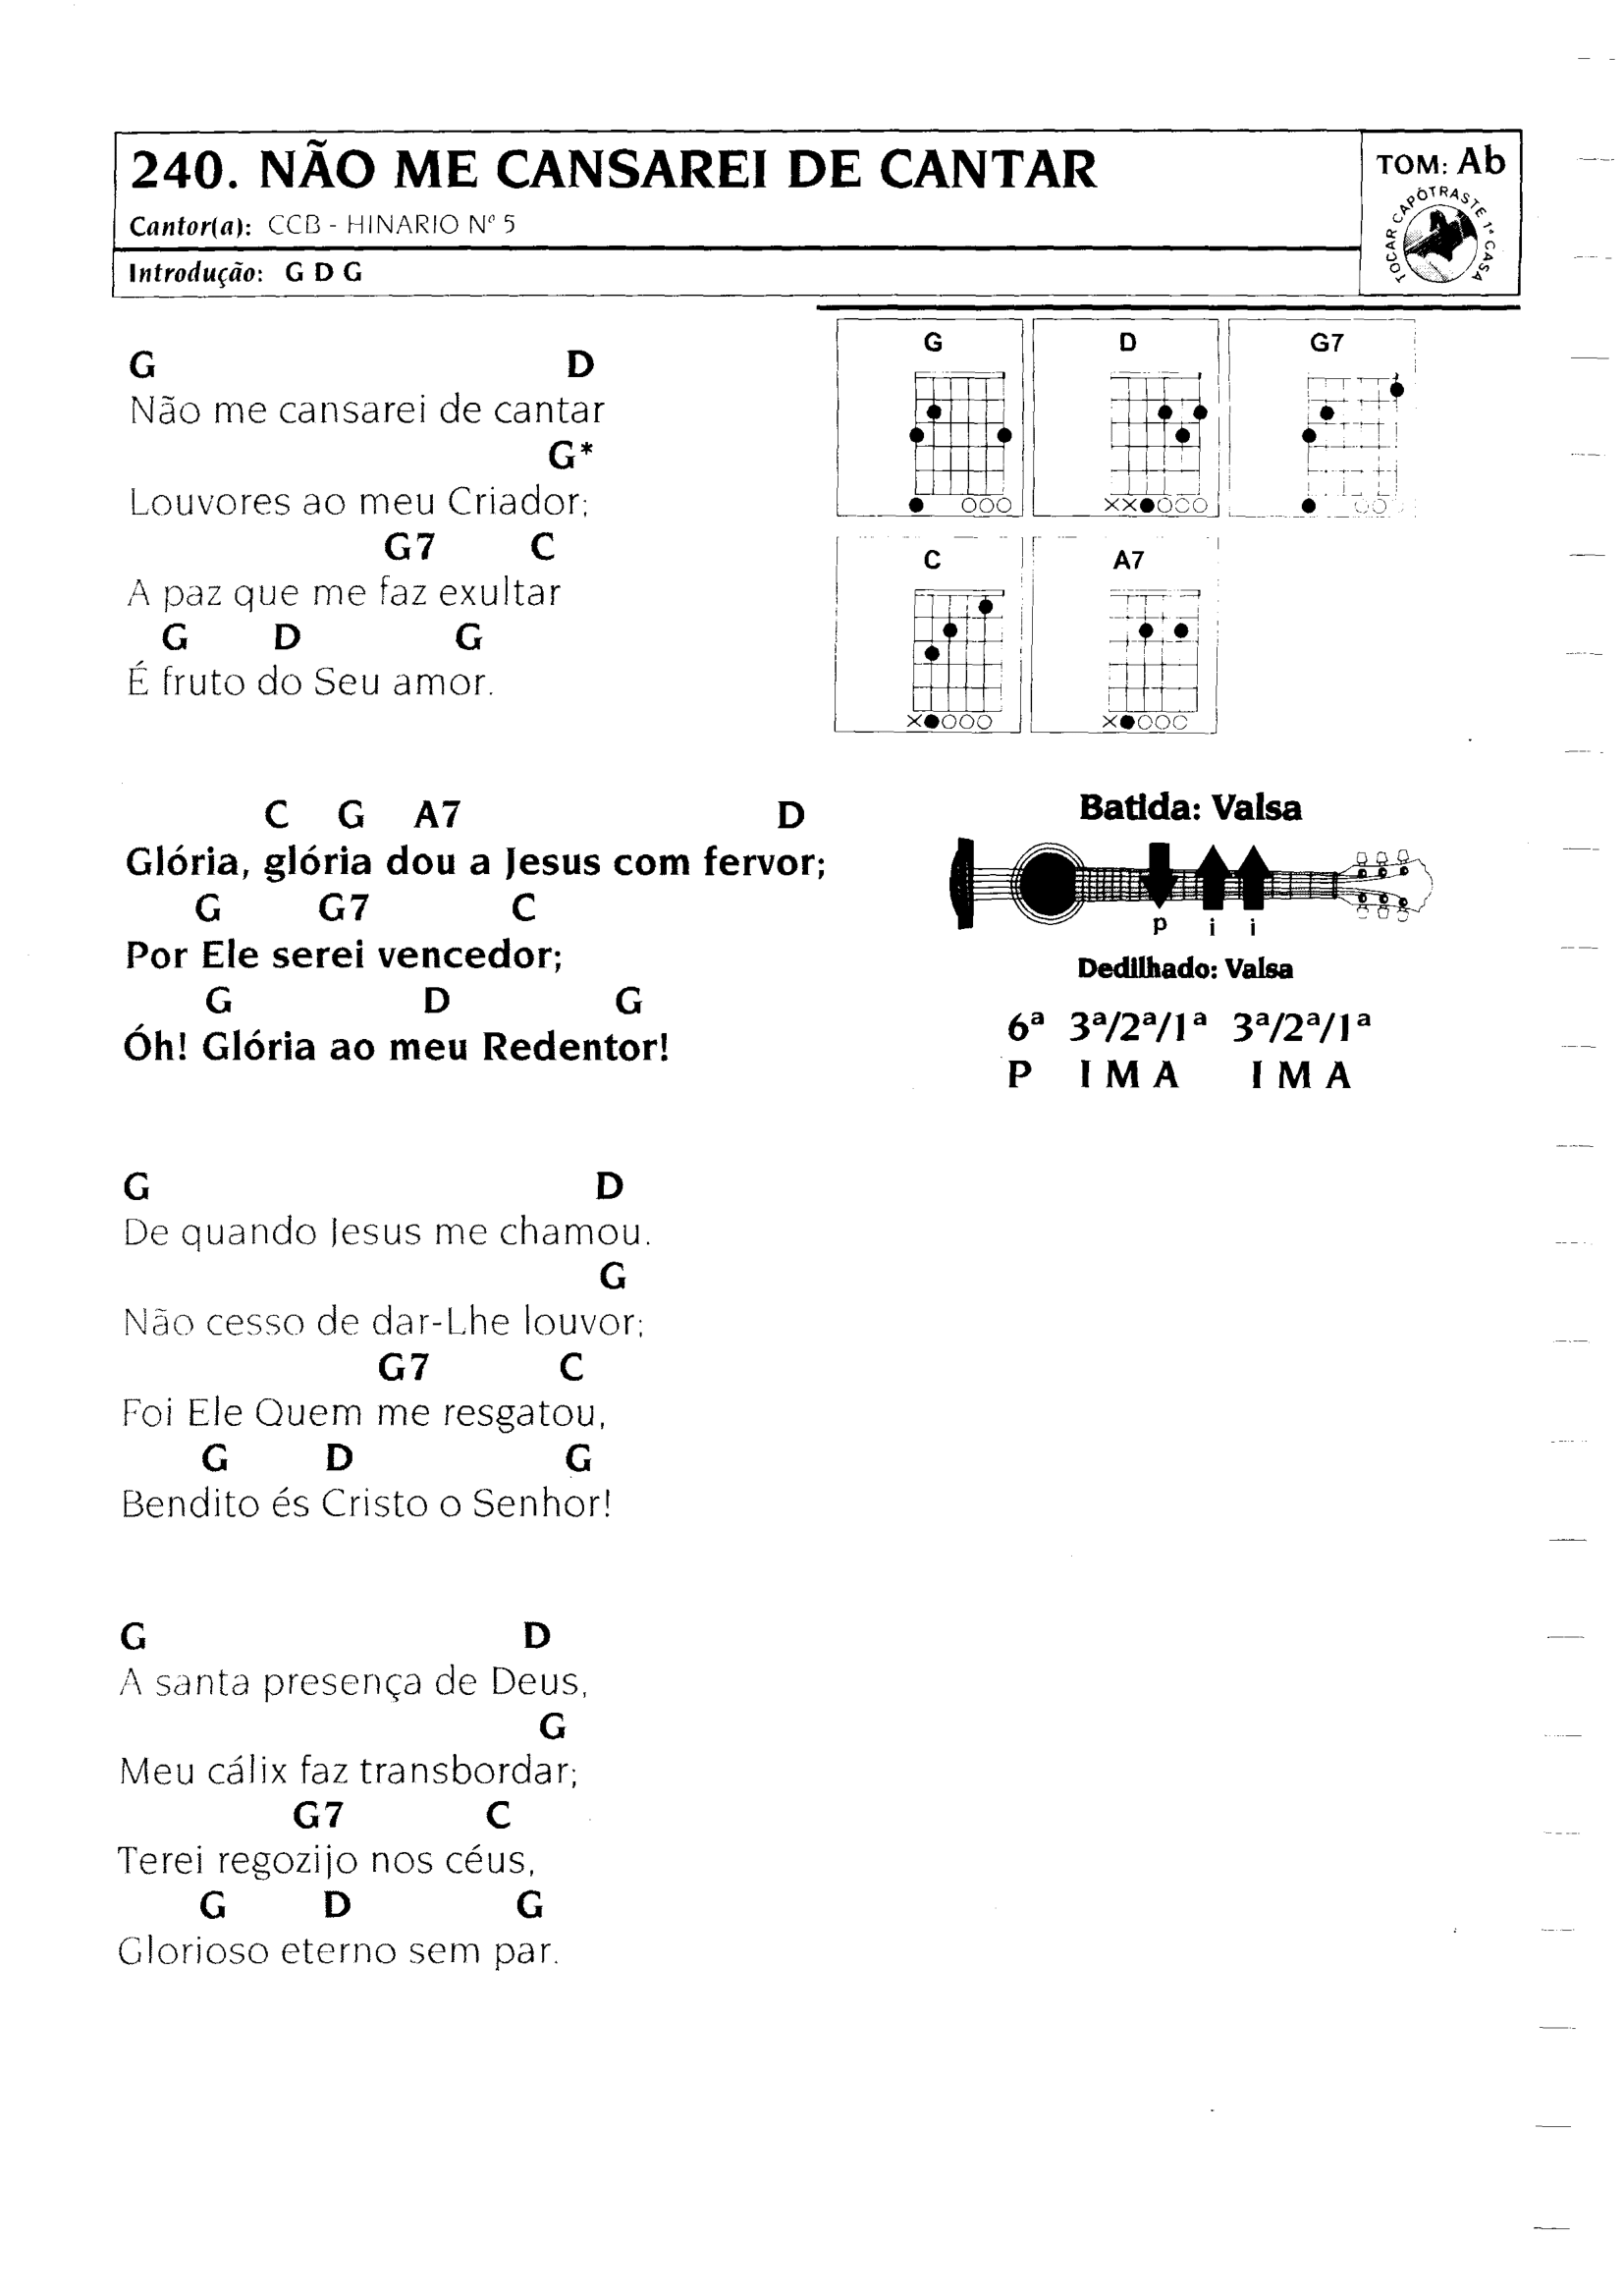 240. NÃO ME CANSAREI DE CANTAR
Cantor(a): CCB - HINARIO Nº 5
Introdução: G D G
TOM: Ab
TOCAR CAPÔTRASTE 1ª CASA
G D
Não me cansarei de cantar
G*
Louvores ao meu Criador;
G7 C
A paz que me faz exultar
G D G
É fruto do Seu amor.
C G A7 D
Glória, glória dou a Jesus com fervor;
G G7 C
Por Ele serei vencedor;
G D G
Óh! Glória ao meu Redentor!
G D
De quando Jesus me chamou.
G
Não cesso de dar-Lhe louvor;
G7 C
Foi Ele Quem me resgatou,
G D G
Bendito és Cristo o Senhor!
G D
A santa presença de Deus,
G
Meu cálix faz transbordar;
G7 C
Terei regozijo nos céus,
G D G
Glorioso eterno sem par.
G D G7
C A7
Batida: Valsa
p i i
Dedilhado: Valsa
6ª 3ª/2ª/1ª 3ª/2ª/1ª
P I M A I M A